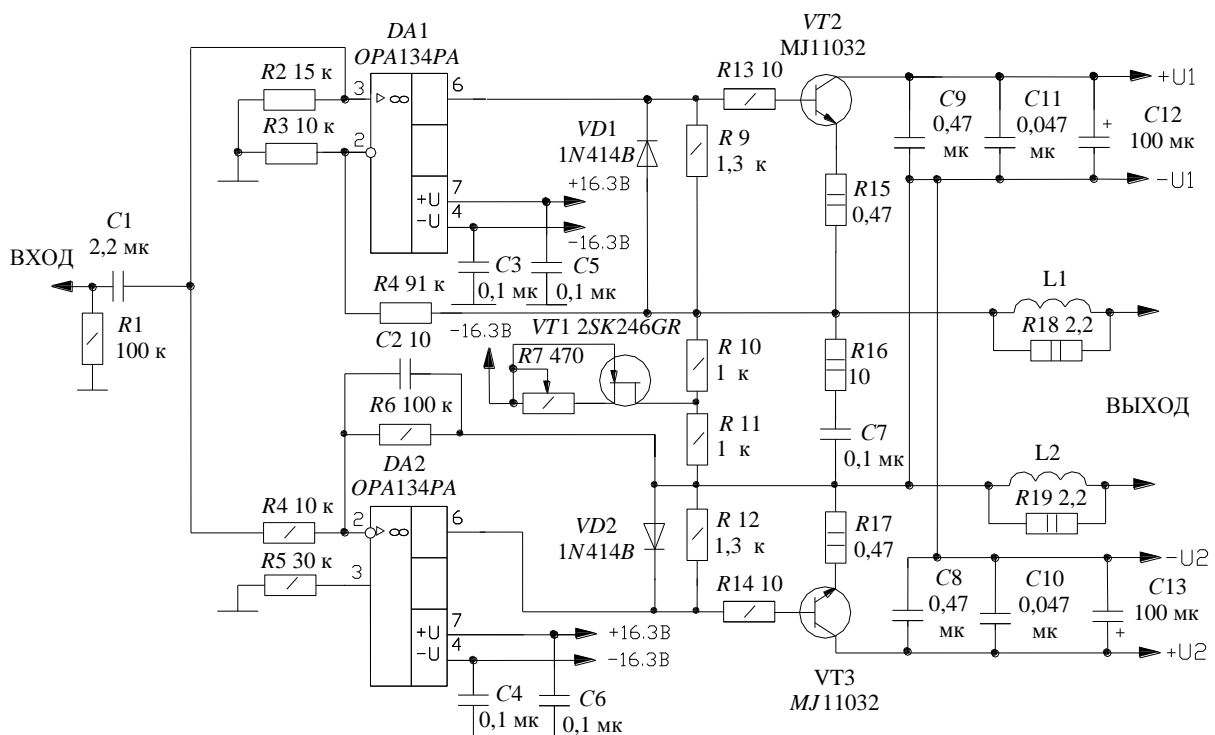 DA1
OPA134PA
R2 15 к
3
▷∞
6
R3 10 к
2
+U
7
-U
4
+16.3В
-16.3В
C3
0,1 мк
C5
0,1 мк
VD1
1N414B
R 9
1,3 к
R13 10
VT2
MJ11032
R15
0,47
C9
0,47
мк
C11
0,047
мк
+
C12
100 мк
+U1
-U1
C1
2,2 мк
ВХОД
R1
100 к
R4 91 к
C2 10
-16.3В
VT1 2SK246GR
R7 470
R6 100 к
R 10
1 к
R 11
1 к
R16
10
C7
0,1 мк
L1
R18 2,2
ВЫХОД
L2
R19 2,2
DA2
OPA134PA
R4 10 к
2
▷∞
6
R5 30 к
3
+U
7
-U
4
+16.3В
-16.3В
C4
0,1 мк
C6
0,1 мк
VD2
1N414B
R 12
1,3 к
R14 10
R17
0,47
VT3
MJ11032
C8
0,47
мк
C10
0,047
мк
C13
100 мк
+
-U2
+U2